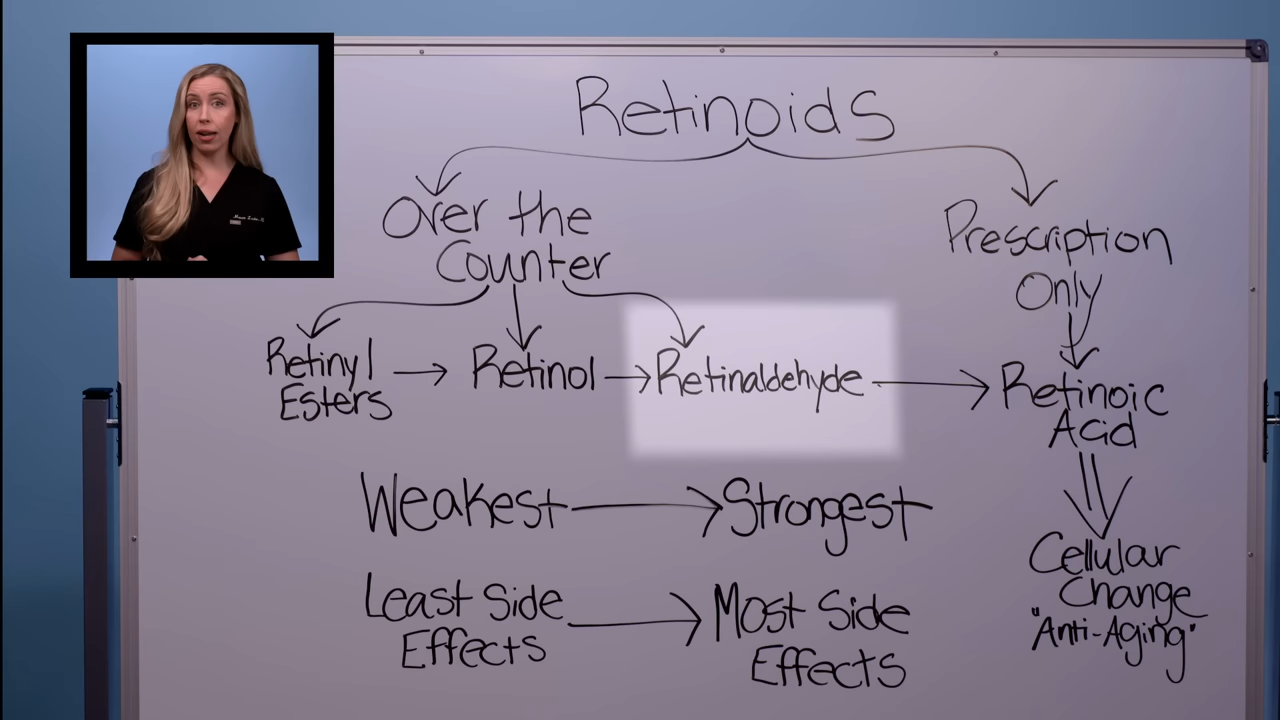 Retinoids
Over the
Counter
Prescription
Only
Retinyl
Esters
Retinol
Retinaldehyde
Retinoic
Acid
Weakest
Strongest
Least Side
Effects
Most Side
Effects
Cellular
Change
"Anti-Aging"